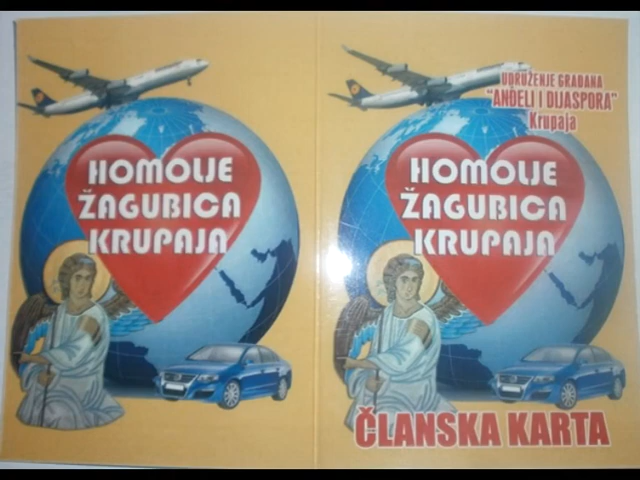 HOMOLJE
ŽAGUBICA
KRUPAJA
UDRUŽENJE GRAĐANA
"ANĐELI I DIJASPORA"
Krupaja
HOMOLJE
ŽAGUBICA
KRUPAJA
ČLANSKA KARTA